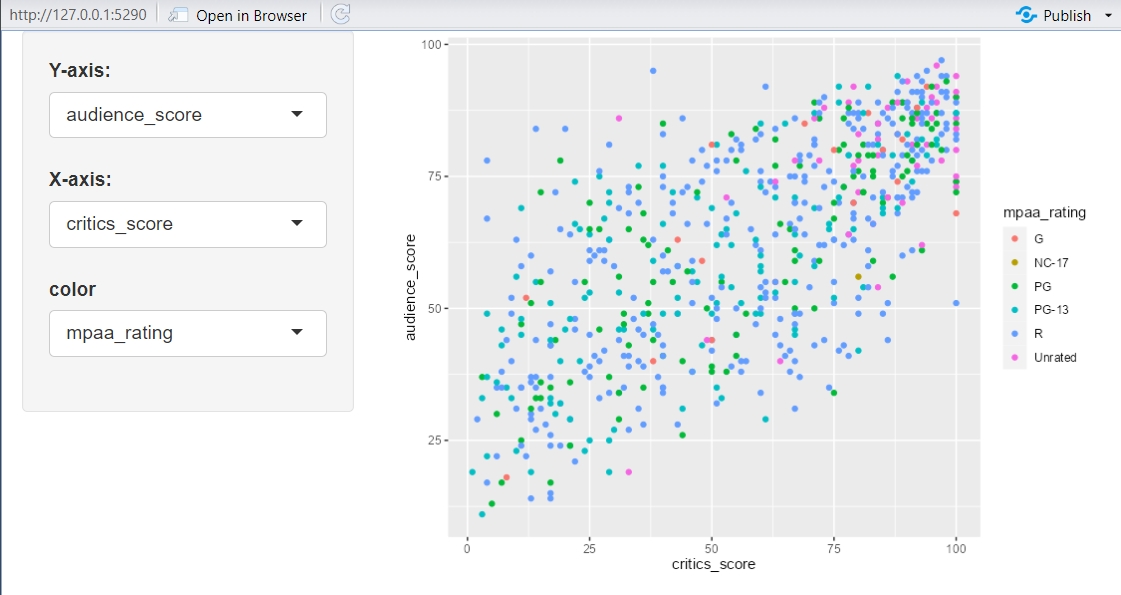 http://127.0.0.1:5290 Open in Browser Publish
Y-axis:
audience_score
X-axis:
critics_score
color
mpaa_rating
100
75
50
25
audience_score
0 25 50 75 100
critics_score
mpaa_rating
G
NC-17
PG
PG-13
R
Unrated